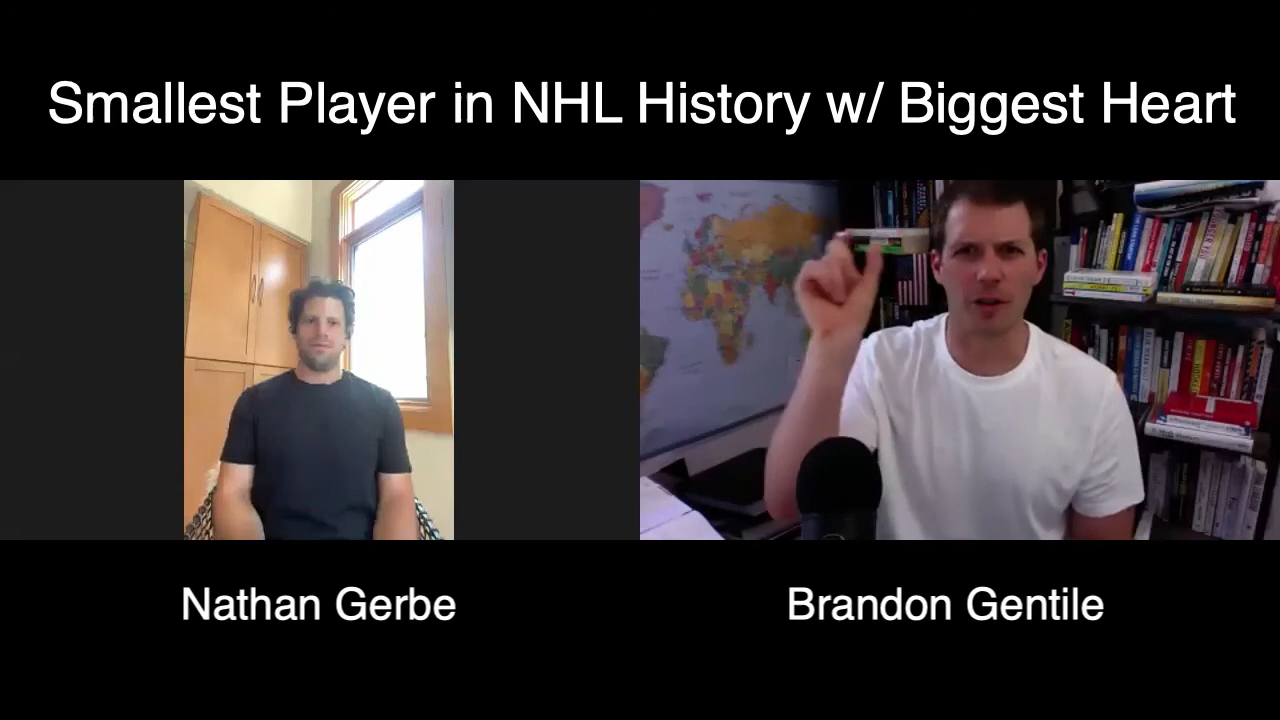 Smallest Player in NHL History w/ Biggest Heart
Nathan Gerbe
Brandon Gentile